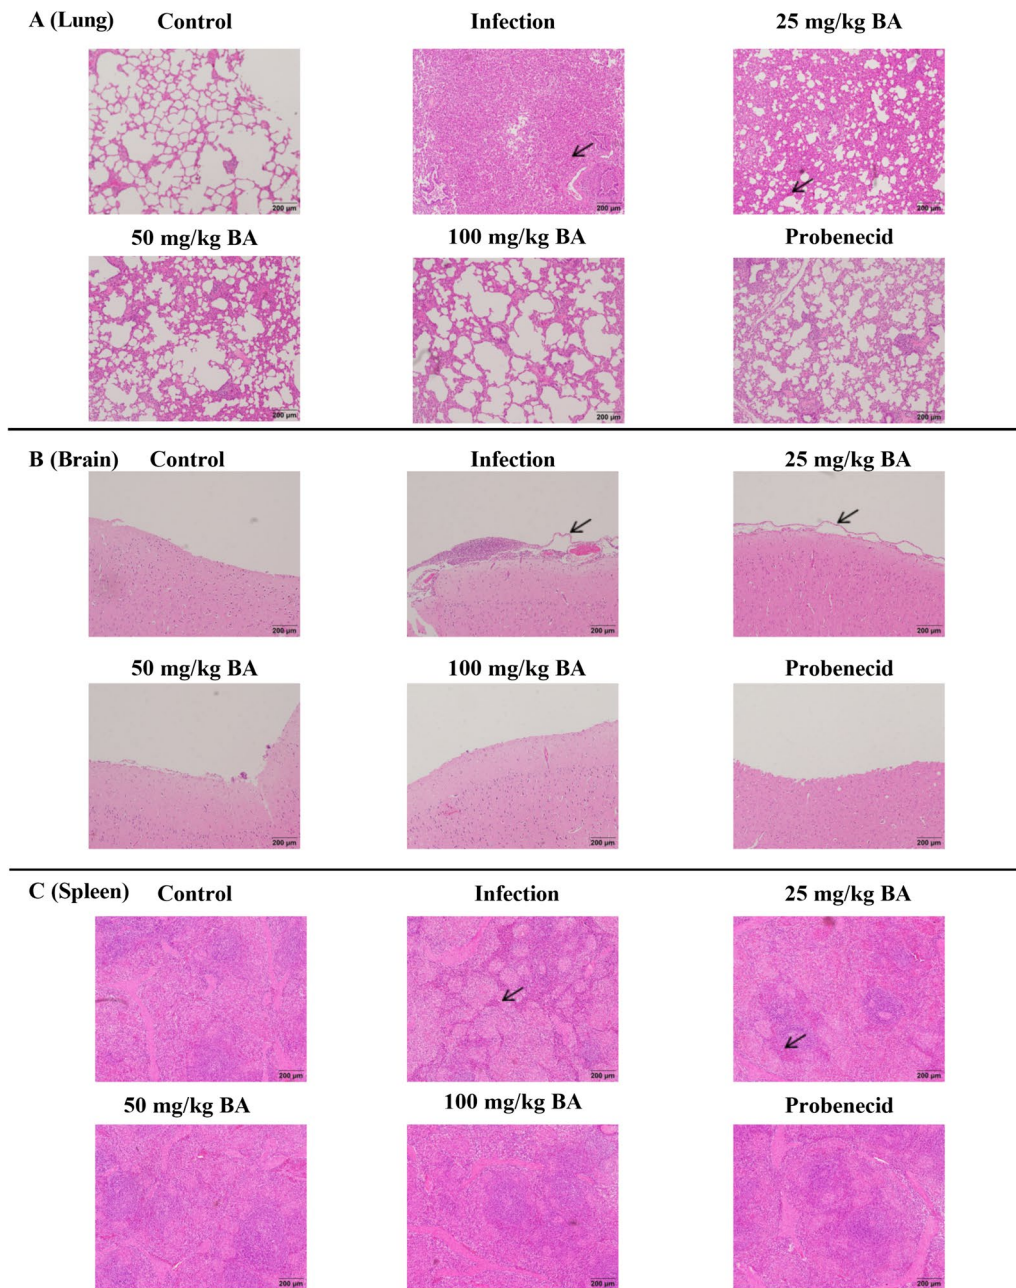 A (Lung) Control Infection 25 mg/kg BA
200 µm 200 µm 200 µm
50 mg/kg BA 100 mg/kg BA Probenecid
200 µm 200 µm 200 µm
B (Brain) Control Infection 25 mg/kg BA
200 µm 200 µm 200 µm
50 mg/kg BA 100 mg/kg BA Probenecid
200 µm 200 µm 200 µm
C (Spleen) Control Infection 25 mg/kg BA
200 µm 200 µm 200 µm
50 mg/kg BA 100 mg/kg BA Probenecid
200 µm 200 µm 200 µm